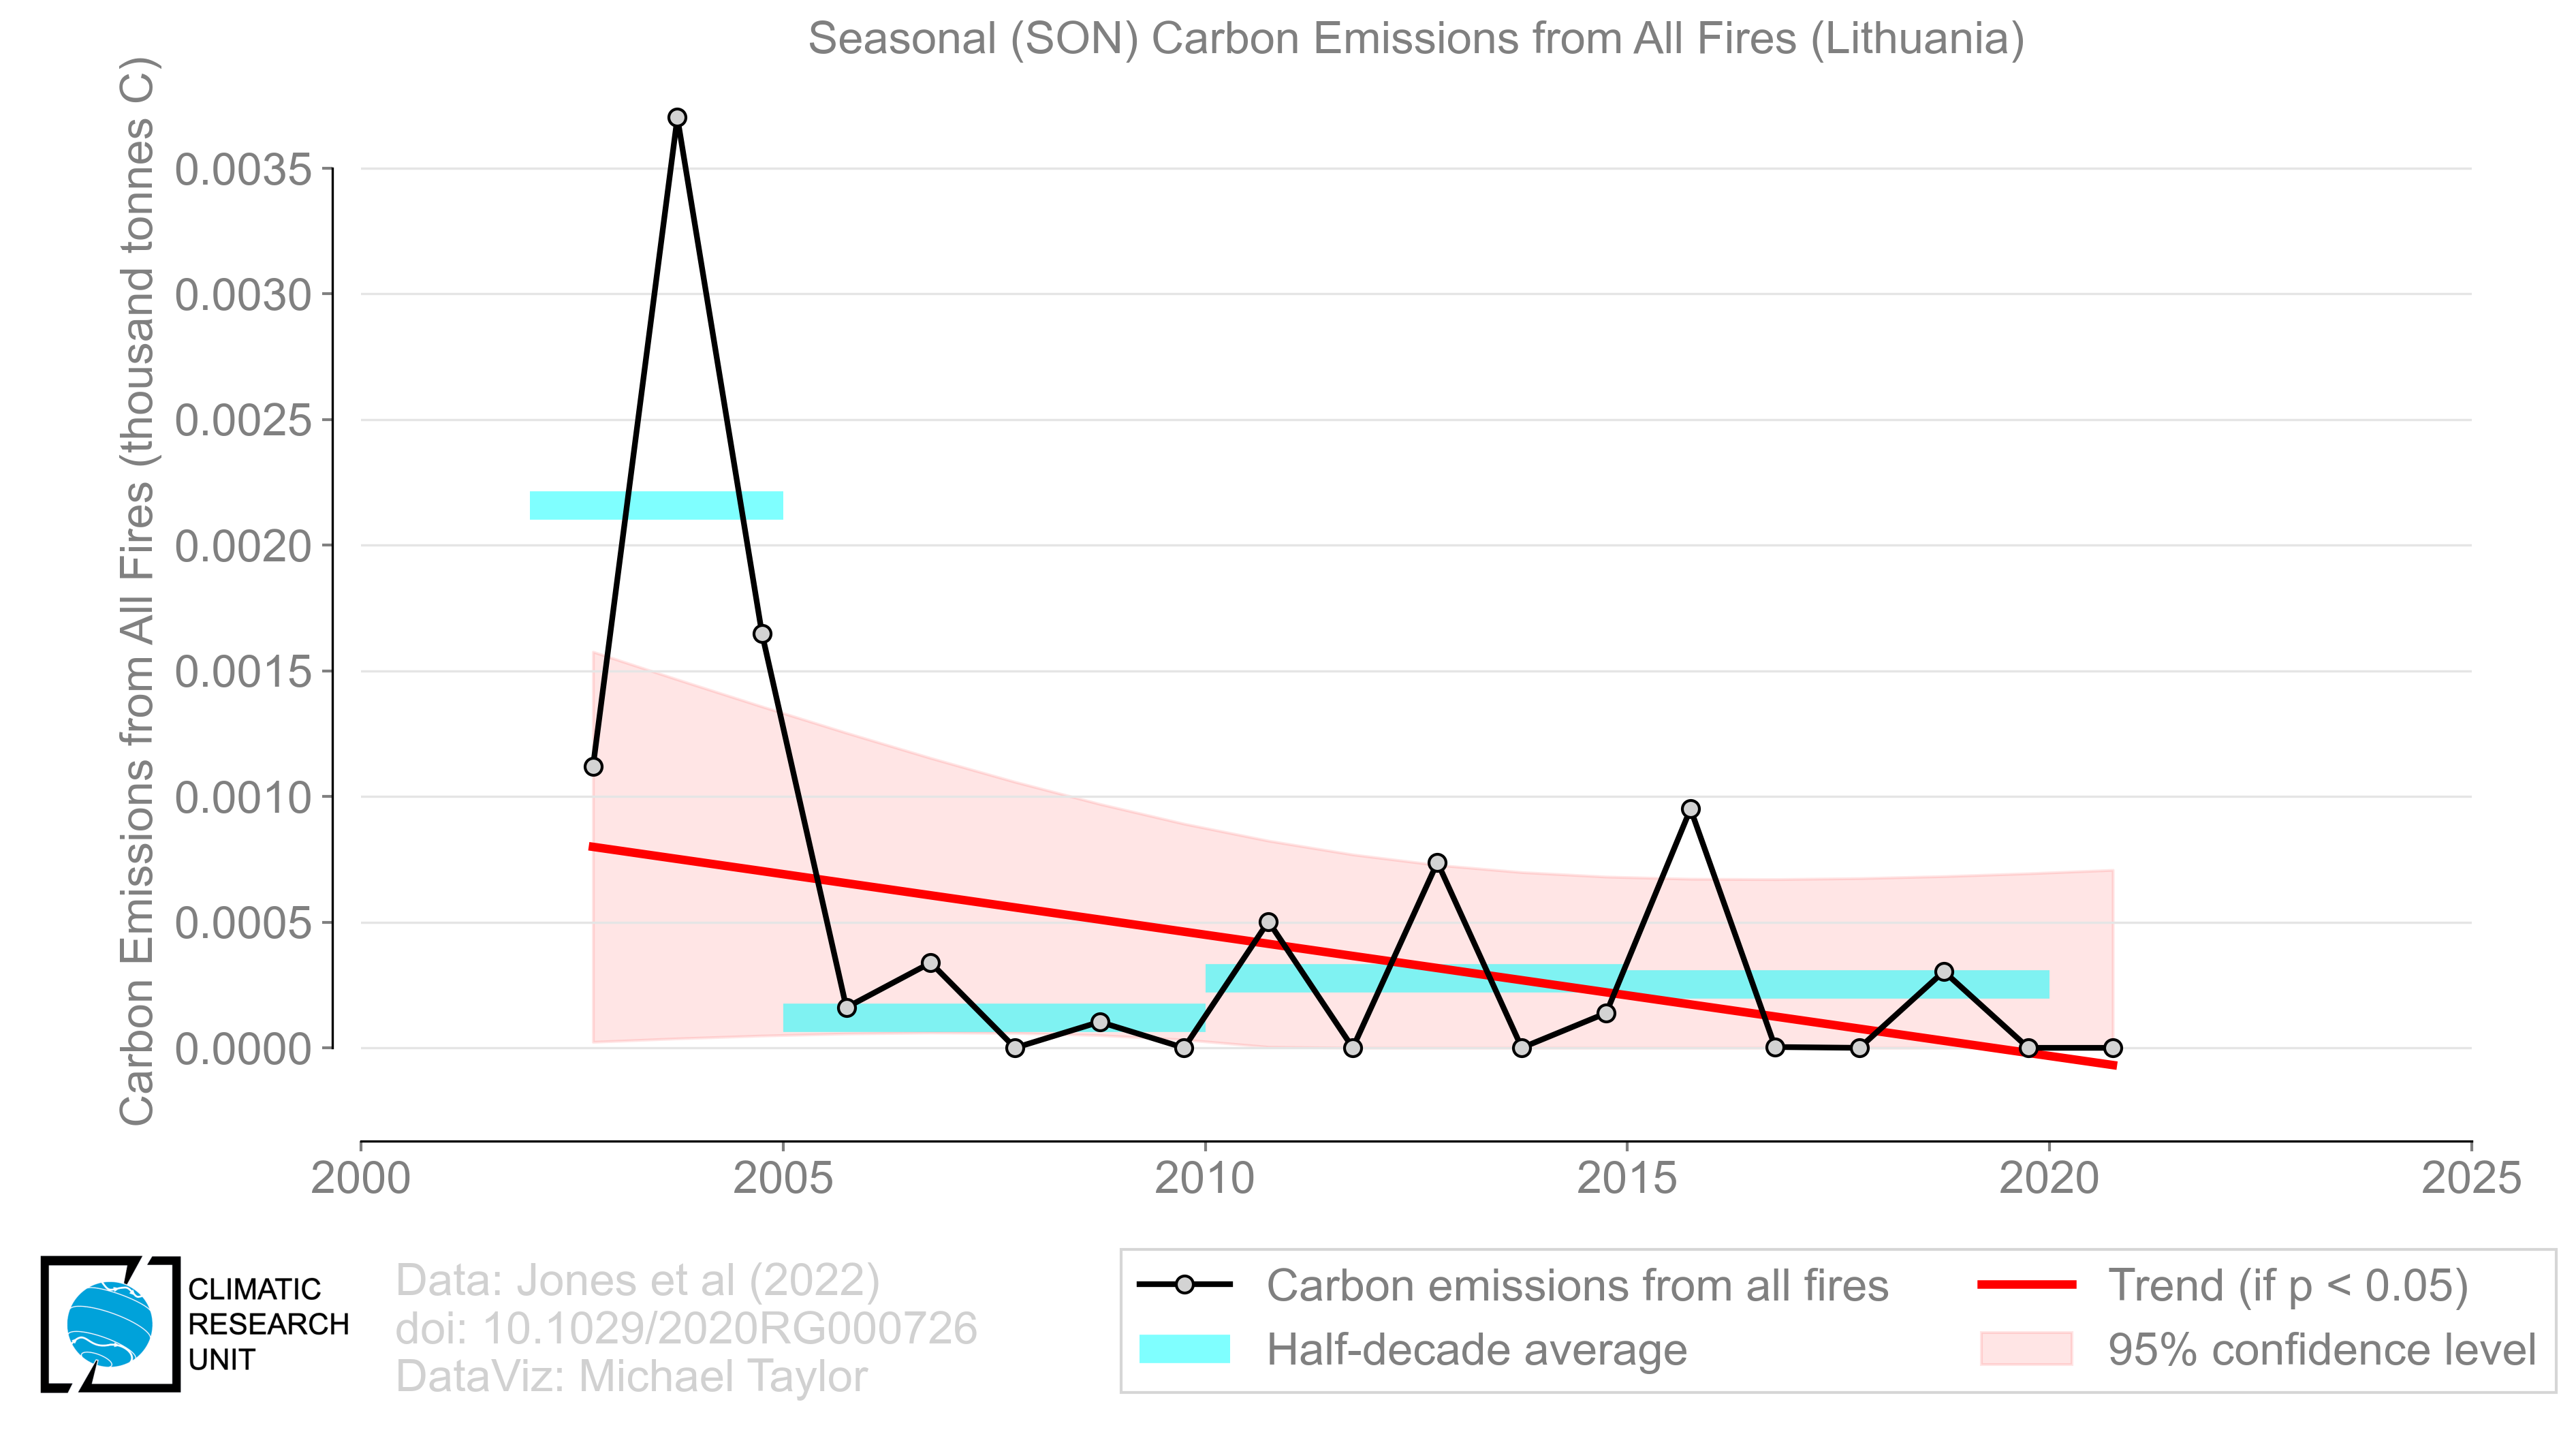 Seasonal (SON) Carbon Emissions from All Fires (Lithuania)
Carbon Emissions from All Fires (thousand tonnes C)
0.0035
0.0030
0.0025
0.0020
0.0015
0.0010
0.0005
0.0000
2000 2005 2010 2015 2020 2025
CLIMATIC
RESEARCH
UNIT
Data: Jones et al (2022)
doi: 10.1029/2020RG000726
DataViz: Michael Taylor
Carbon emissions from all fires
Half-decade average
Trend (if p < 0.05)
95% confidence level